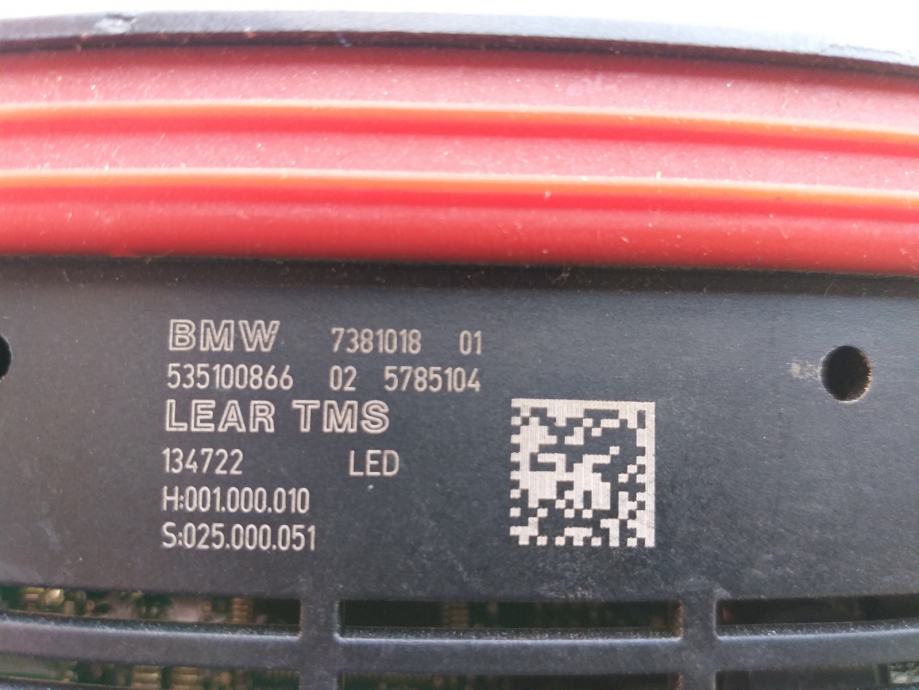 BMW 7381018 01
535100866 02 5785104
LEAR TMS
134722 LED
H:001.000.010
S:025.000.051